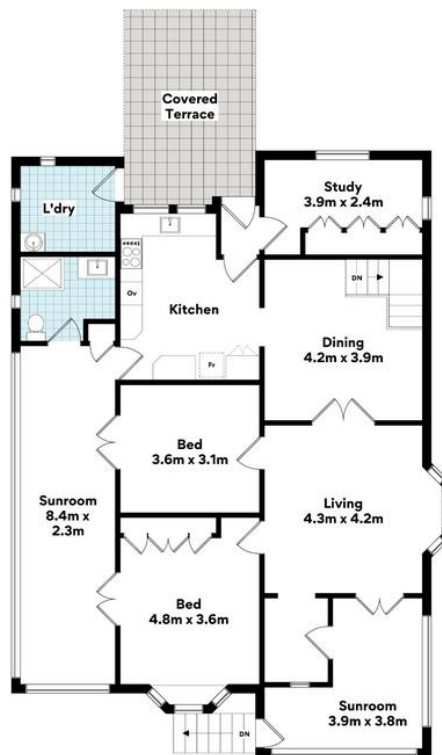 Covered
Terrace
Study
3.9m x 2.4m
L'dry
DN
Ov
Kitchen
Dining
4.2m x 3.9m
Fr
Bed
3.6m x 3.1m
Living
4.3m x 4.2m
Sunroom
8.4m x
2.3m
Bed
4.8m x 3.6m
Sunroom
3.9m x 3.8m
DN